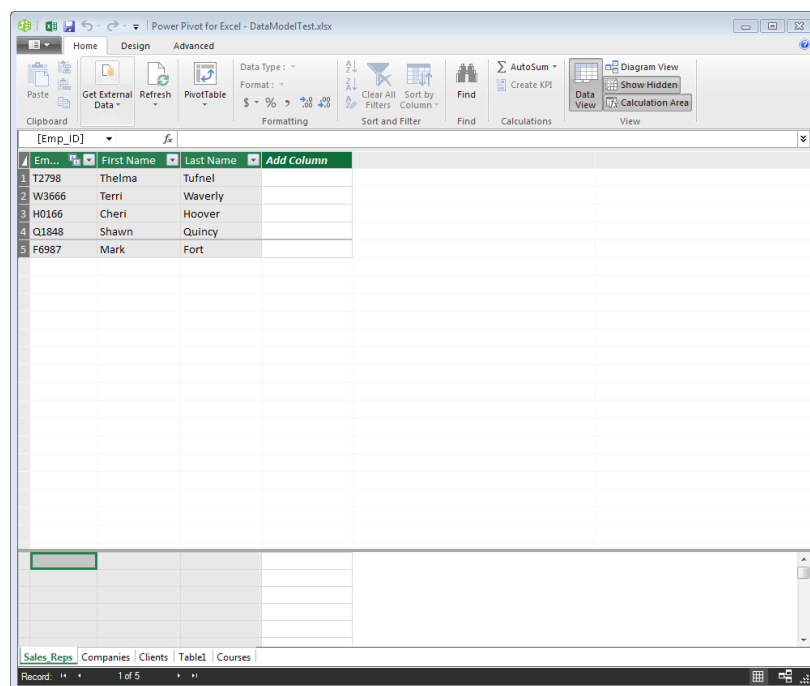 Power Pivot for Excel - DataModelTest.xlsx
Home Design Advanced
Paste
Clipboard
Get External Data
Refresh
PivotTable
Data Type :
Format :
$ % , .00 .00
Formatting
Clear All Filters
Sort by Column
Sort and Filter
Find
Find
AutoSum
Create KPI
Calculations
Data View
Diagram View
Show Hidden
Calculation Area
View
[Emp_ID] fx
Em... First Name Last Name Add Column
1 T2798 Thelma Tufnel
2 W3666 Terri Waverly
3 H0166 Cheri Hoover
4 Q1848 Shawn Quincy
5 F6987 Mark Fort
Sales_Reps Companies Clients Table1 Courses
Record: 1 of 5